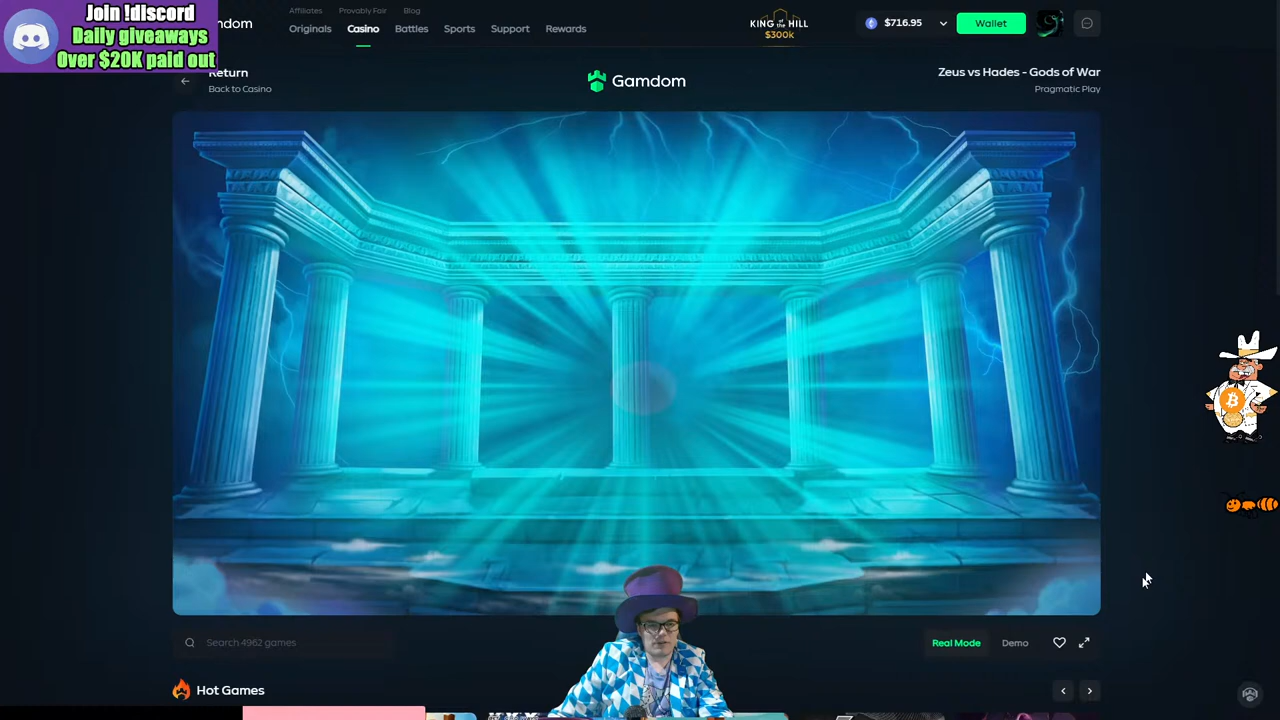 Join !discord
Daily giveaways
Over $20K paid out
mdom
Affiliates
Provably Fair
Blog
Originals
Casino
Battles
Sports
Support
Rewards
KING of the HILL
$300k
$716.95
Wallet
Return
Back to Casino
Gamdom
Zeus vs Hades - Gods of War
Pragmatic Play
Search 4962 games
Real Mode
Demo
Hot Games